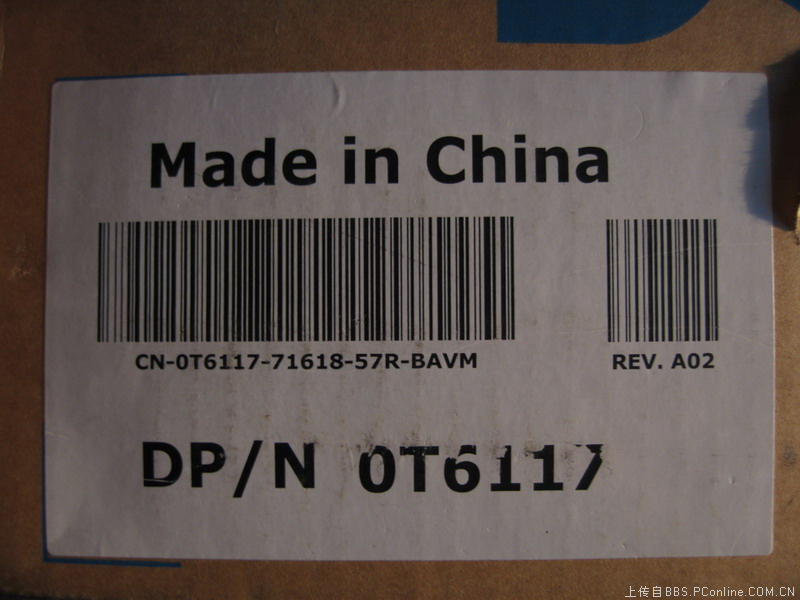 Made in China
CN-0T6117-71618-57R-BAVM
REV. A02
DP/N 0T6117
上传自BBS.PConline.COM.CN